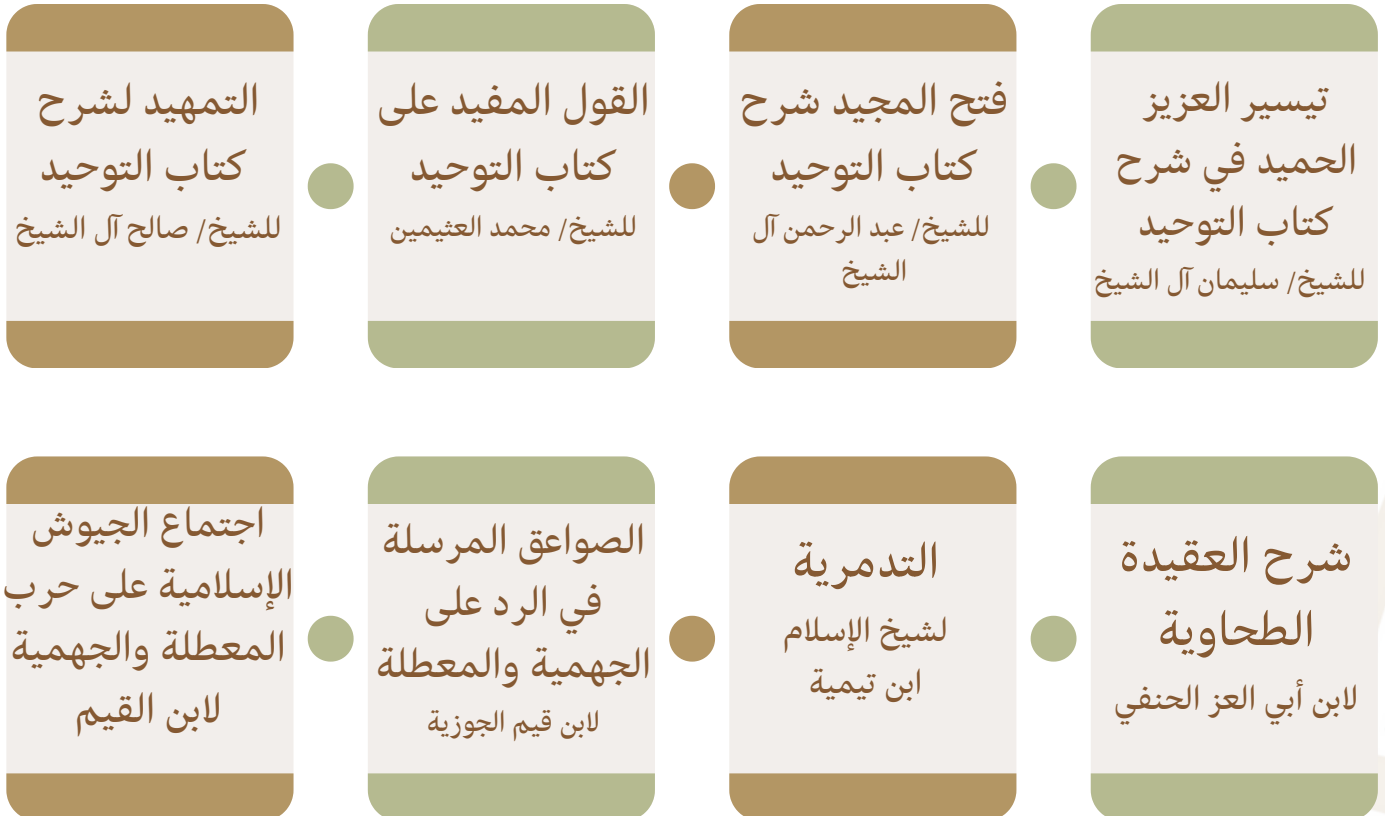 تيسير العزيز
الحميد في شرح
كتاب التوحيد
للشيخ/ سليمان آل الشيخ
فتح المجيد شرح
كتاب التوحيد
للشيخ/ عبد الرحمن آل
الشيخ
القول المفيد على
كتاب التوحيد
للشيخ/ محمد العثيمين
التمهيد لشرح
كتاب التوحيد
للشيخ/ صالح آل الشيخ
شرح العقيدة
الطحاوية
لابن أبي العز الحنفي
التدمرية
لشيخ الإسلام
ابن تيمية
الصواعق المرسلة
في الرد على
الجهمية والمعطلة
لابن قيم الجوزية
اجتماع الجيوش
الإسلامية على حرب
المعطلة والجهمية
لابن القيم